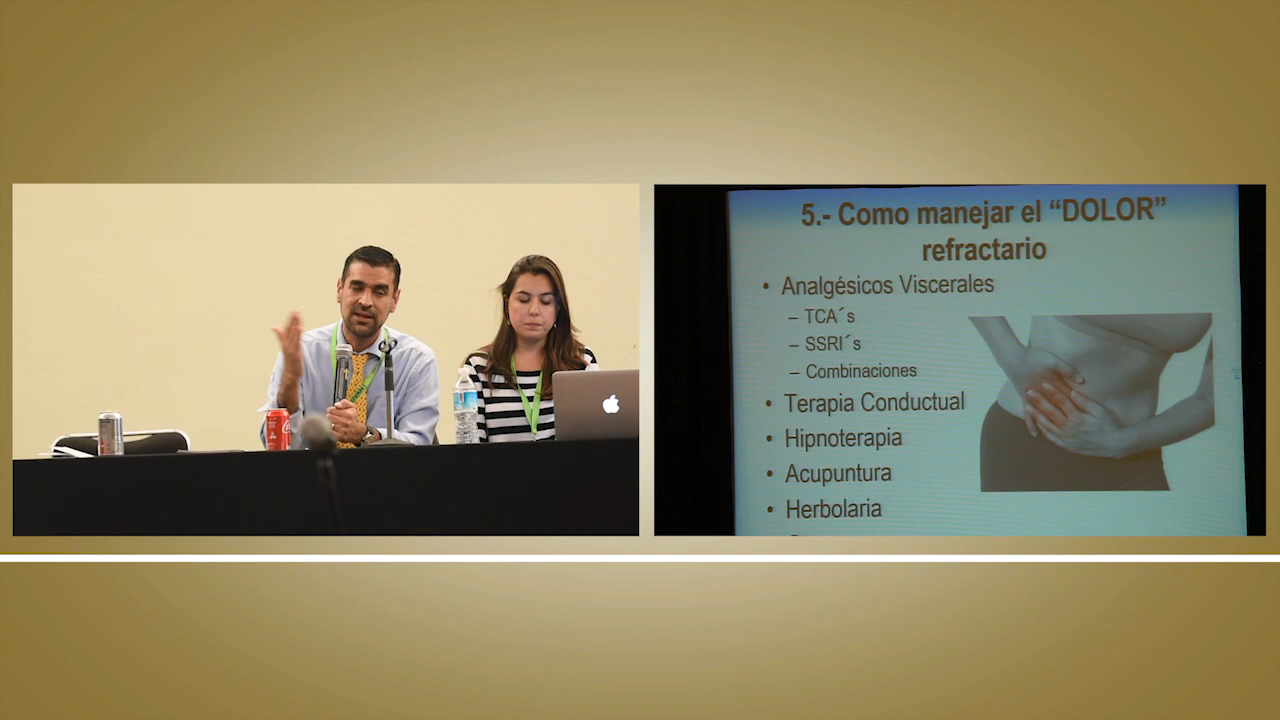 5.- Como manejar el “DOLOR”
refractario
• Analgésicos Viscerales
– TCA´s
– SSRI´s
– Combinaciones
• Terapia Conductual
• Hipnoterapia
• Acupuntura
• Herbolaria